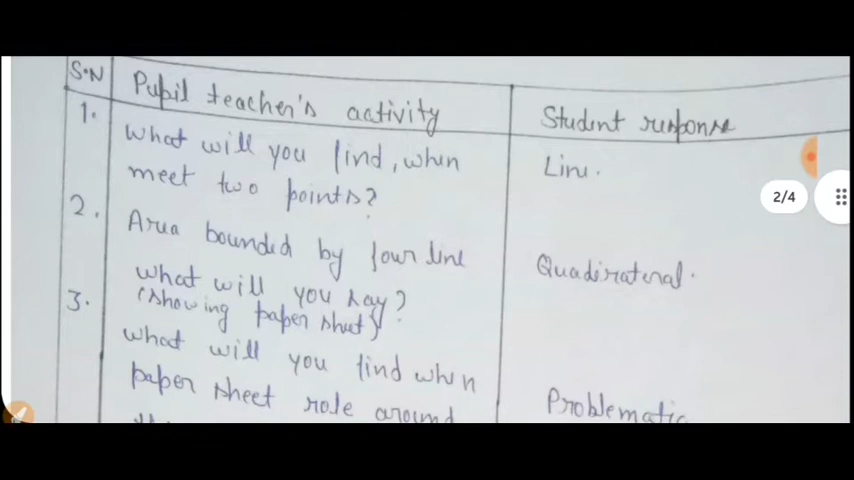 S.N Pupil teacher's activity Student response
1. What will you find, when Line.
meet two points?
2. Area bounded by four line Quadirateral.
what will you say?
3. (showing paper sheet)
what will you find when
paper sheet role around Problematic
2/4